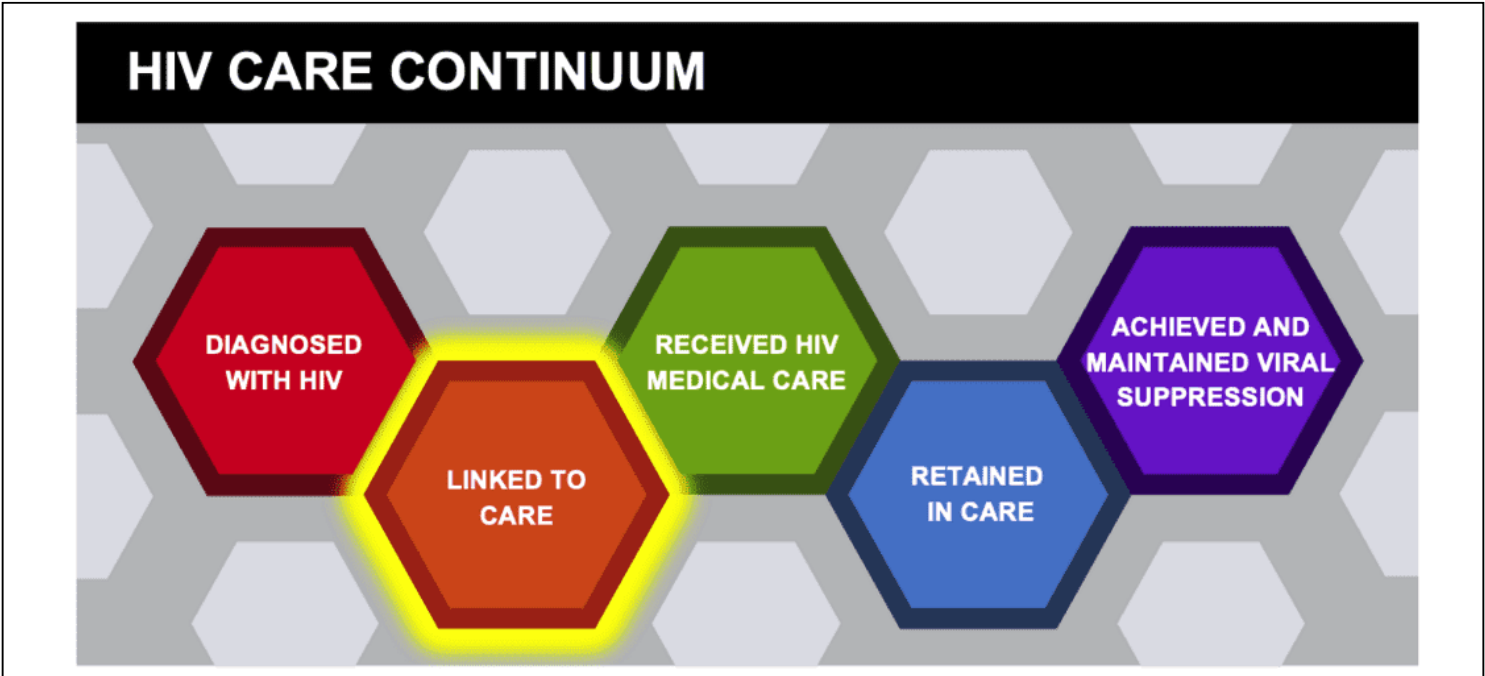 HIV CARE CONTINUUM
DIAGNOSED
WITH HIV
LINKED TO
CARE
RECEIVED HIV
MEDICAL CARE
RETAINED
IN CARE
ACHIEVED AND
MAINTAINED VIRAL
SUPPRESSION